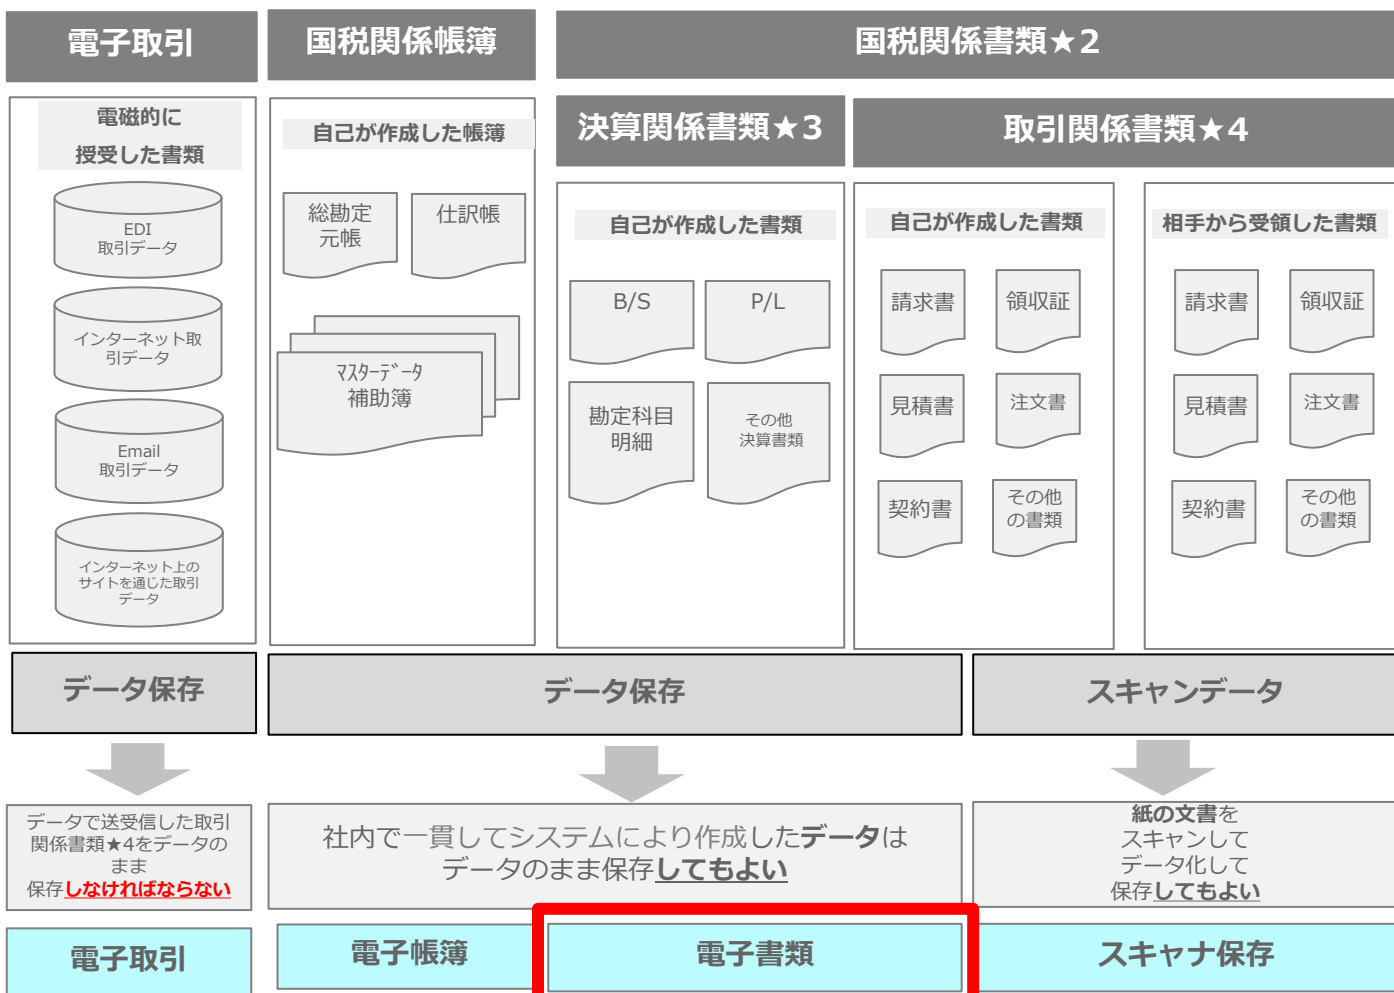 電子取引
国税関係帳簿
国税関係書類★2
電磁的に
授受した書類
EDI
取引データ
インターネット取
引データ
Email
取引データ
インターネット上の
サイトを通じた取引
データ
自己が作成した帳簿
総勘定
元帳
仕訳帳
ﾏｽﾀｰﾃﾞｰﾀ
補助簿
決算関係書類★3
取引関係書類★4
自己が作成した書類
B/S
P/L
勘定科目
明細
その他
決算書類
自己が作成した書類
請求書
領収証
見積書
注文書
契約書
その他
の書類
相手から受領した書類
請求書
領収証
見積書
注文書
契約書
その他
の書類
データ保存
データ保存
スキャンデータ
データで送受信した取引
関係書類★4をデータの
まま
保存しなければならない
社内で一貫してシステムにより作成したデータは
データのまま保存してもよい
紙の文書を
スキャンして
データ化して
保存してもよい
電子取引
電子帳簿
電子書類
スキャナ保存